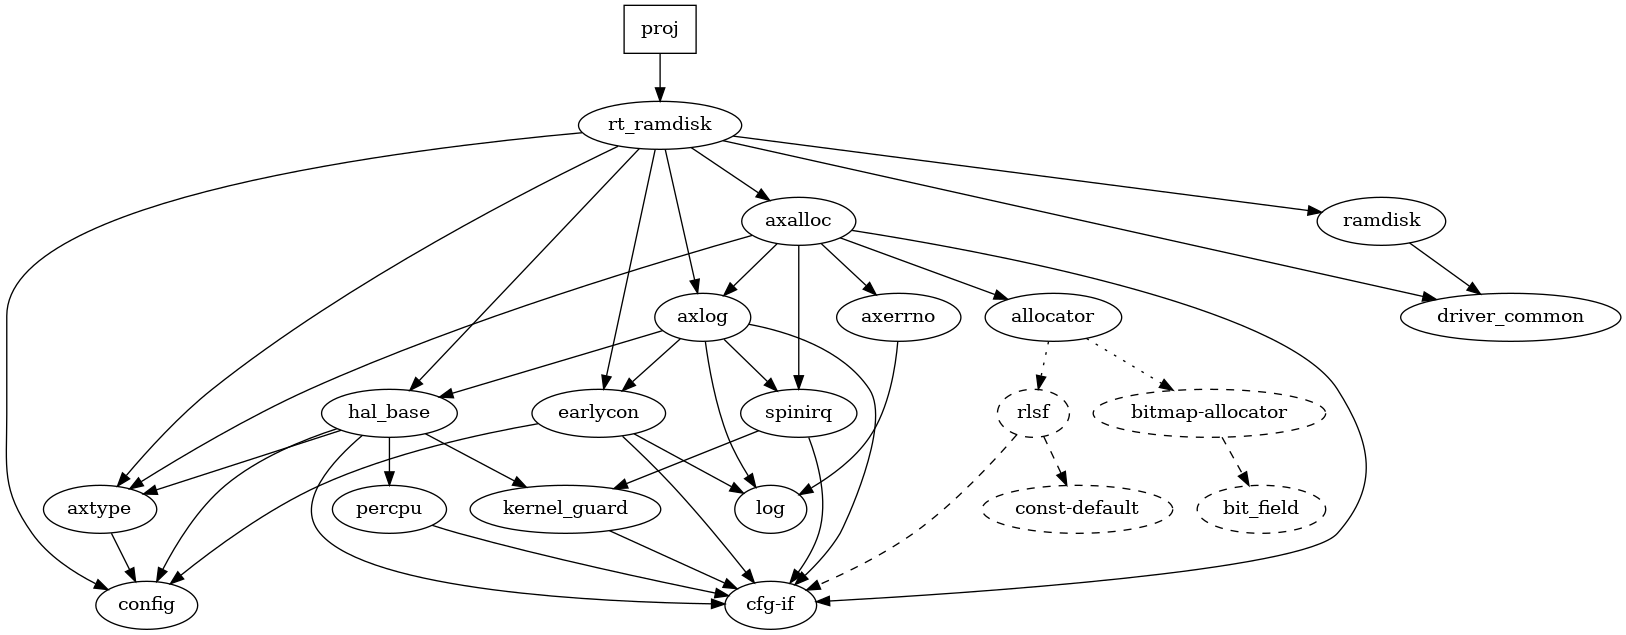 proj
rt_ramdisk
axalloc
ramdisk
axlog
axerrno
allocator
driver_common
hal_base
earlycon
spinirq
rlsf
bitmap-allocator
axtype
percpu
kernel_guard
log
const-default
bit_field
config
cfg-if